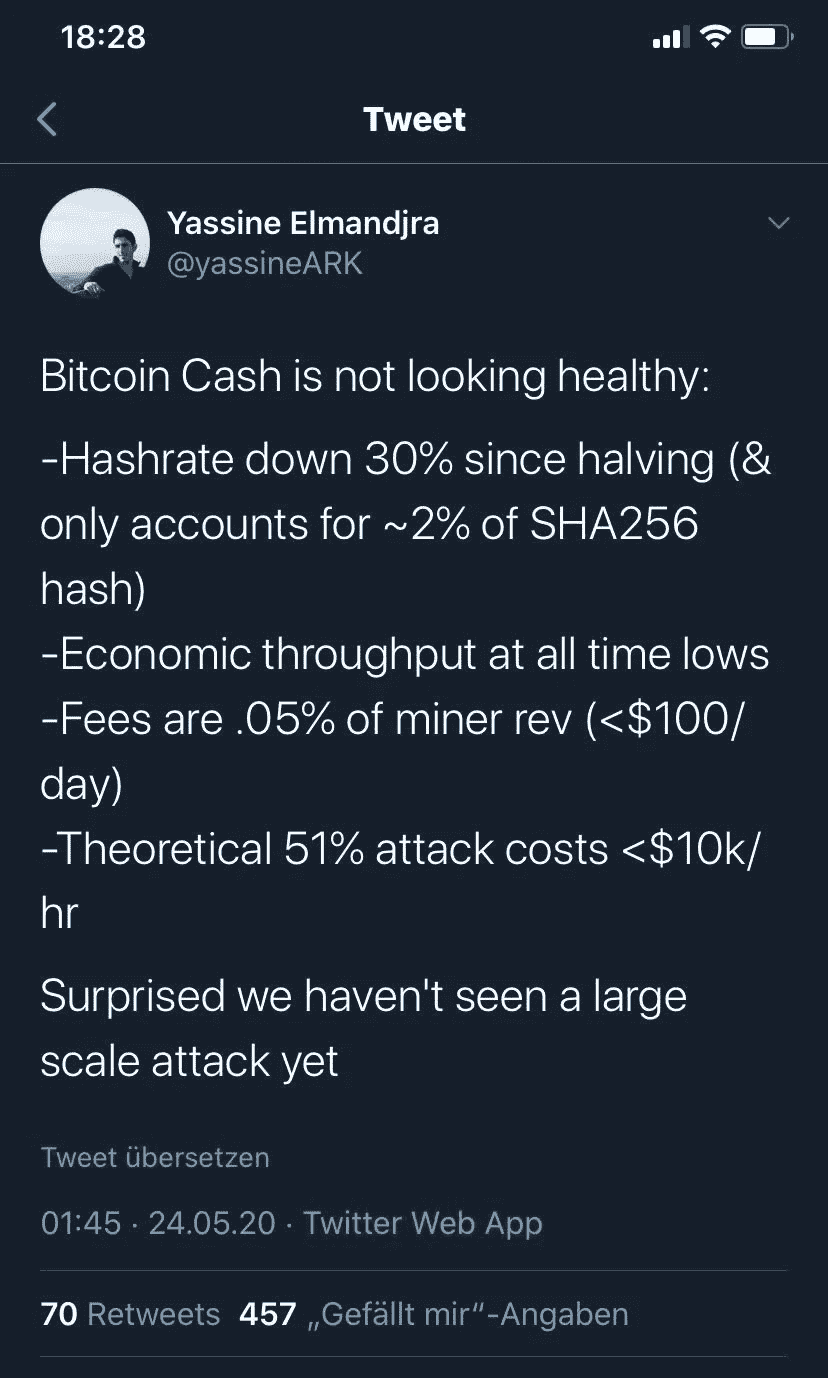 18:28
Tweet
Yassine Elmandjra
@yassineARK
Bitcoin Cash is not looking healthy:
-Hashrate down 30% since halving (&
only accounts for ~2% of SHA256
hash)
-Economic throughput at all time lows
-Fees are .05% of miner rev (<$100/
day)
-Theoretical 51% attack costs <$10k/
hr
Surprised we haven't seen a large
scale attack yet
Tweet übersetzen
01:45 · 24.05.20 · Twitter Web App
70 Retweets 457 „Gefällt mir“-Angaben